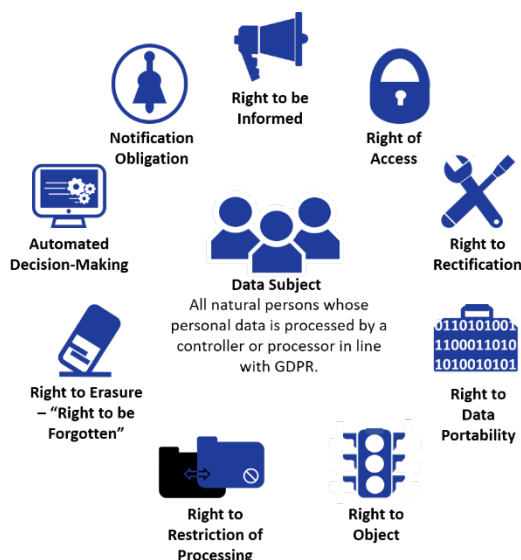 Right to be
Informed
Notification
Obligation
Right of
Access
Automated
Decision-Making
Data Subject
All natural persons whose
personal data is processed by a
controller or processor in line
with GDPR.
Right to
Rectification
0110101001
1100011010
1010010101
Right to Erasure
– “Right to be
Forgotten”
Right to
Data
Portability
Right to
Restriction of
Processing
Right to
Object